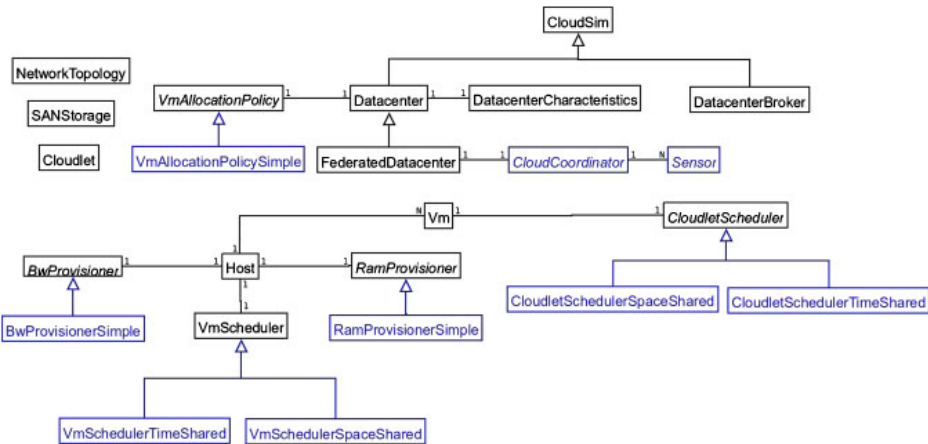 CloudSim
NetworkTopology
VmAllocationPolicy 1 1 Datacenter 1 1 DatacenterCharacteristics
DatacenterBroker
SANStorage
Cloudlet
VmAllocationPolicySimple
FederatedDatacenter 1 1 CloudCoordinator 1 N Sensor
N Vm 1 1 CloudletScheduler
1
BwProvisioner 1 1 Host 1 1 RamProvisioner
1
1
CloudletSchedulerSpaceShared
CloudletSchedulerTimeShared
BwProvisionerSimple
VmScheduler
RamProvisionerSimple
VmSchedulerTimeShared
VmSchedulerSpaceShared